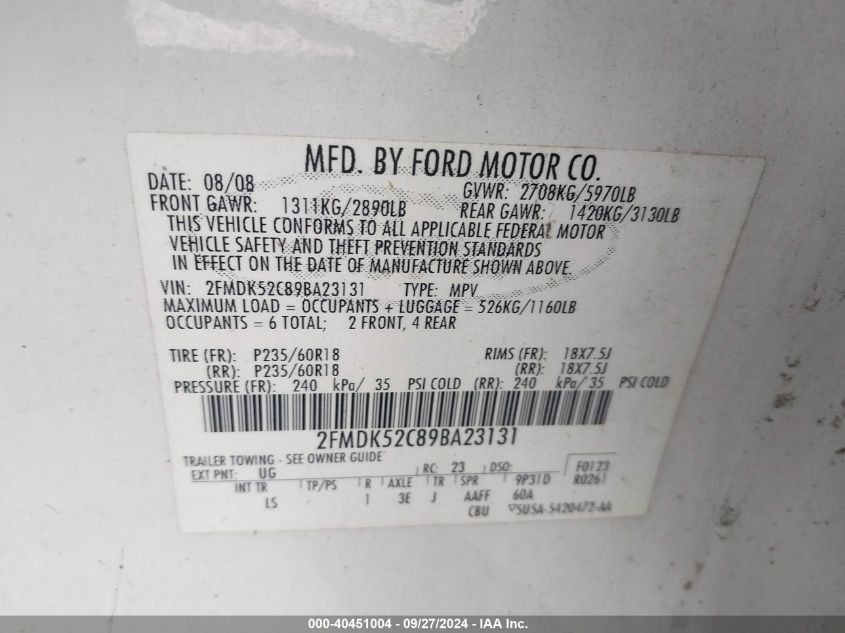 MFD. BY FORD MOTOR CO.
DATE: 08/08 GVWR: 2708KG/5970LB
FRONT GAWR: 1311KG/2890LB REAR GAWR: 1420KG/3130LB
THIS VEHICLE CONFORMS TO ALL APPLICABLE FEDERAL MOTOR
VEHICLE SAFETY AND THEFT PREVENTION STANDARDS
IN EFFECT ON THE DATE OF MANUFACTURE SHOWN ABOVE.
VIN: 2FMDK52C89BA23131 TYPE: MPV
MAXIMUM LOAD = OCCUPANTS + LUGGAGE = 526KG/1160LB
OCCUPANTS = 6 TOTAL; 2 FRONT, 4 REAR
TIRE (FR): P235/60R18 RIMS (FR): 18X7.5J
(RR): P235/60R18 (RR): 18X7.5J
PRESSURE (FR): 240 kPa/ 35 PSI COLD (RR): 240 kPa/ 35 PSI COLD
2FMDK52C89BA23131
TRAILER TOWING - SEE OWNER GUIDE
EXT PNT: UG RC: 23 DSO: F0123
INT TR TP/PS R AXLE TR SPR 9P31D R0261
LS I 3E J AAFF 60A
CBU 5U5A-5420472-AA
000-40451004 - 09/27/2024 - IAA Inc.